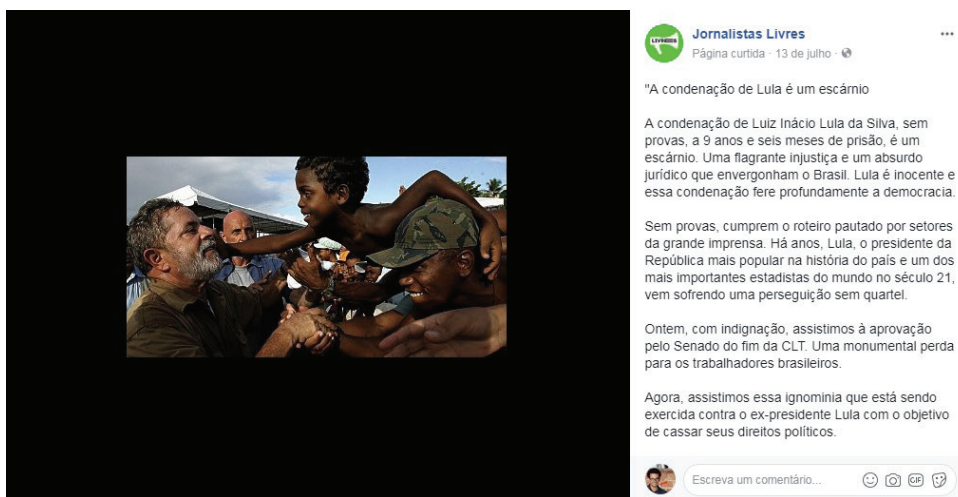 Jornalistas Livres
Página curtida · 13 de julho ·
"A condenação de Lula é um escárnio
A condenação de Luiz Inácio Lula da Silva, sem
provas, a 9 anos e seis meses de prisão, é um
escárnio. Uma flagrante injustiça e um absurdo
jurídico que envergonham o Brasil. Lula é inocente e
essa condenação fere profundamente a democracia.
Sem provas, cumprem o roteiro pautado por setores
da grande imprensa. Há anos, Lula, o presidente da
República mais popular na história do país e um dos
mais importantes estadistas do mundo no século 21,
vem sofrendo uma perseguição sem quartel.
Ontem, com indignação, assistimos à aprovação
pelo Senado do fim da CLT. Uma monumental perda
para os trabalhadores brasileiros.
Agora, assistimos essa ignominia que está sendo
exercida contra o ex-presidente Lula com o objetivo
de cassar seus direitos políticos.
Escreva um comentário...
GIF